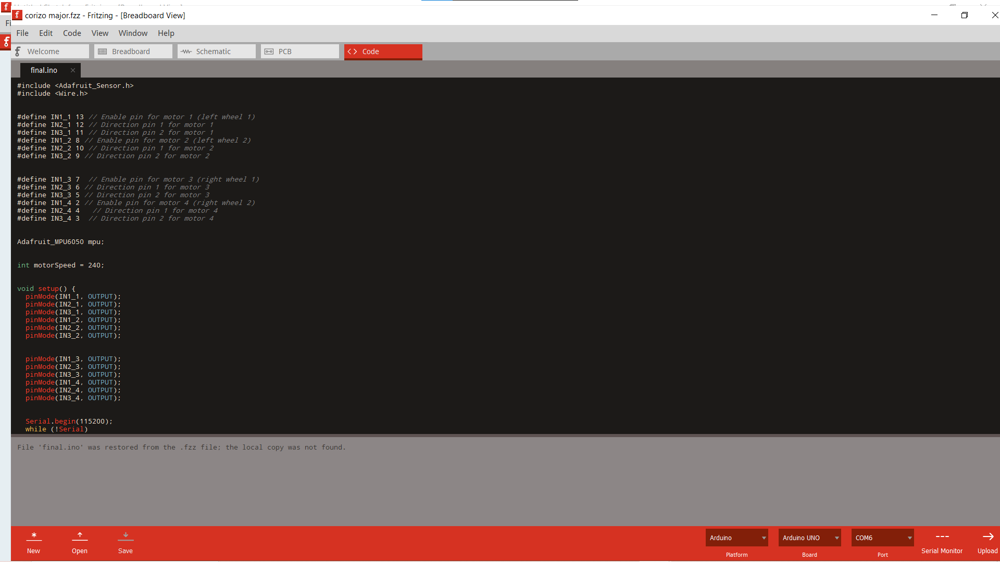 corizo major.fzz - Fritzing - [Breadboard View]
Fi
File Edit Code View Window Help
Welcome Breadboard Schematic PCB <> Code
final.ino ×
#include <Adafruit_Sensor.h>
#include <Wire.h>
#define IN1_1 13 // Enable pin for motor 1 (left wheel 1)
#define IN2_1 12 // Direction pin 1 for motor 1
#define IN3_1 11 // Direction pin 2 for motor 1
#define IN1_2 8 // Enable pin for motor 2 (left wheel 2)
#define IN2_2 10 // Direction pin 1 for motor 2
#define IN3_2 9 // Direction pin 2 for motor 2
#define IN1_3 7  // Enable pin for motor 3 (right wheel 1)
#define IN2_3 6 // Direction pin 1 for motor 3
#define IN3_3 5 // Direction pin 2 for motor 3
#define IN1_4 2 // Enable pin for motor 4 (right wheel 2)
#define IN2_4 4   // Direction pin 1 for motor 4
#define IN3_4 3  // Direction pin 2 for motor 4
Adafruit_MPU6050 mpu;
int motorSpeed = 240;
void setup() {
  pinMode(IN1_1, OUTPUT);
  pinMode(IN2_1, OUTPUT);
  pinMode(IN3_1, OUTPUT);
  pinMode(IN1_2, OUTPUT);
  pinMode(IN2_2, OUTPUT);
  pinMode(IN3_2, OUTPUT);
  pinMode(IN1_3, OUTPUT);
  pinMode(IN2_3, OUTPUT);
  pinMode(IN3_3, OUTPUT);
  pinMode(IN1_4, OUTPUT);
  pinMode(IN2_4, OUTPUT);
  pinMode(IN3_4, OUTPUT);
  Serial.begin(115200);
  while (!Serial)
File 'final.ino' was restored from the .fzz file; the local copy was not found.
New Open Save
Arduino Arduino UNO COM6
Platform Board Port
Serial Monitor Upload